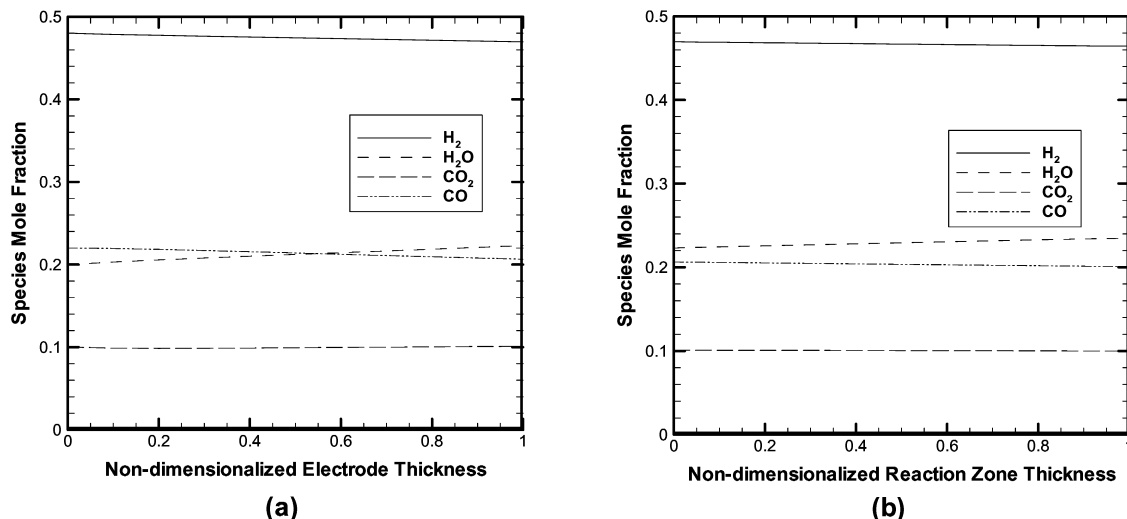 0.5
0.4
0.3
0.2
0.1
0
0 0.2 0.4 0.6 0.8 1
Species Mole Fraction
Non-dimensionalized Electrode Thickness
H₂
H₂O
CO₂
CO
(a)
0.5
0.4
0.3
0.2
0.1
0
0 0.2 0.4 0.6 0.8 1
Species Mole Fraction
Non-dimensionalized Reaction Zone Thickness
H₂
H₂O
CO₂
CO
(b)